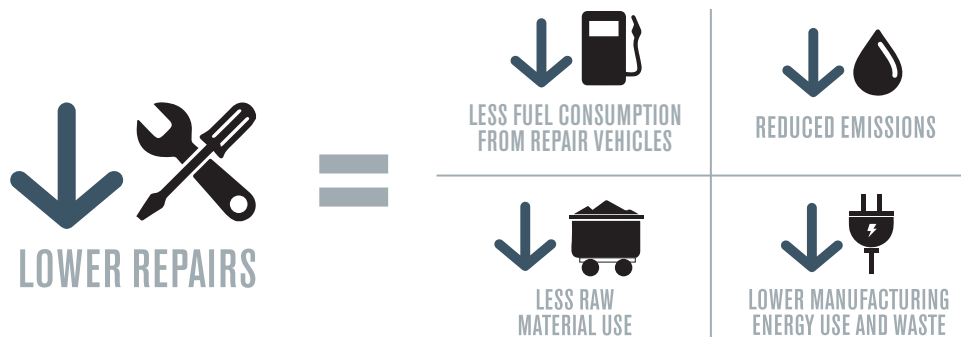 LOWER REPAIRS
LESS FUEL CONSUMPTION
FROM REPAIR VEHICLES
REDUCED EMISSIONS
LESS RAW
MATERIAL USE
LOWER MANUFACTURING
ENERGY USE AND WASTE